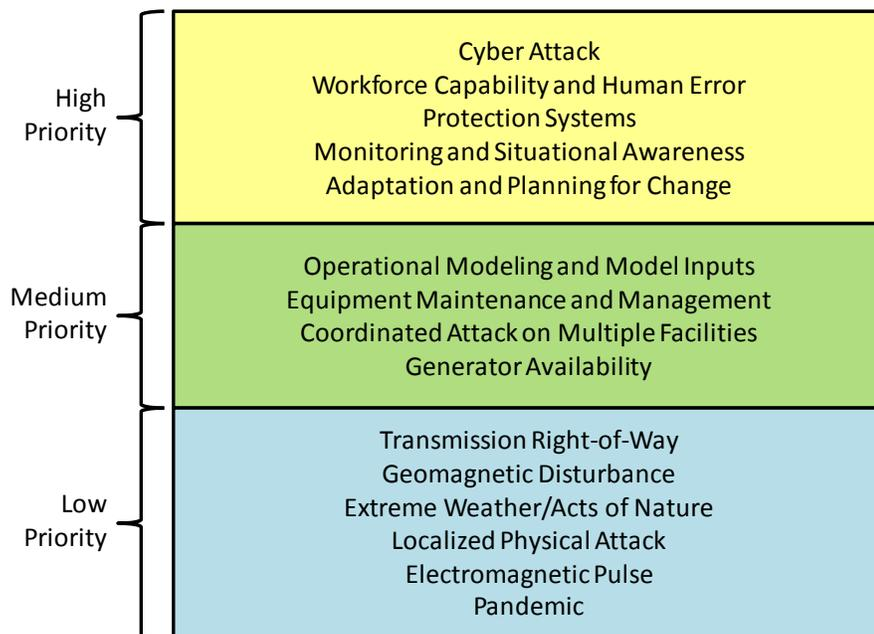 High
Priority
Cyber Attack
Workforce Capability and Human Error
Protection Systems
Monitoring and Situational Awareness
Adaptation and Planning for Change
Medium
Priority
Operational Modeling and Model Inputs
Equipment Maintenance and Management
Coordinated Attack on Multiple Facilities
Generator Availability
Low
Priority
Transmission Right-of-Way
Geomagnetic Disturbance
Extreme Weather/Acts of Nature
Localized Physical Attack
Electromagnetic Pulse
Pandemic